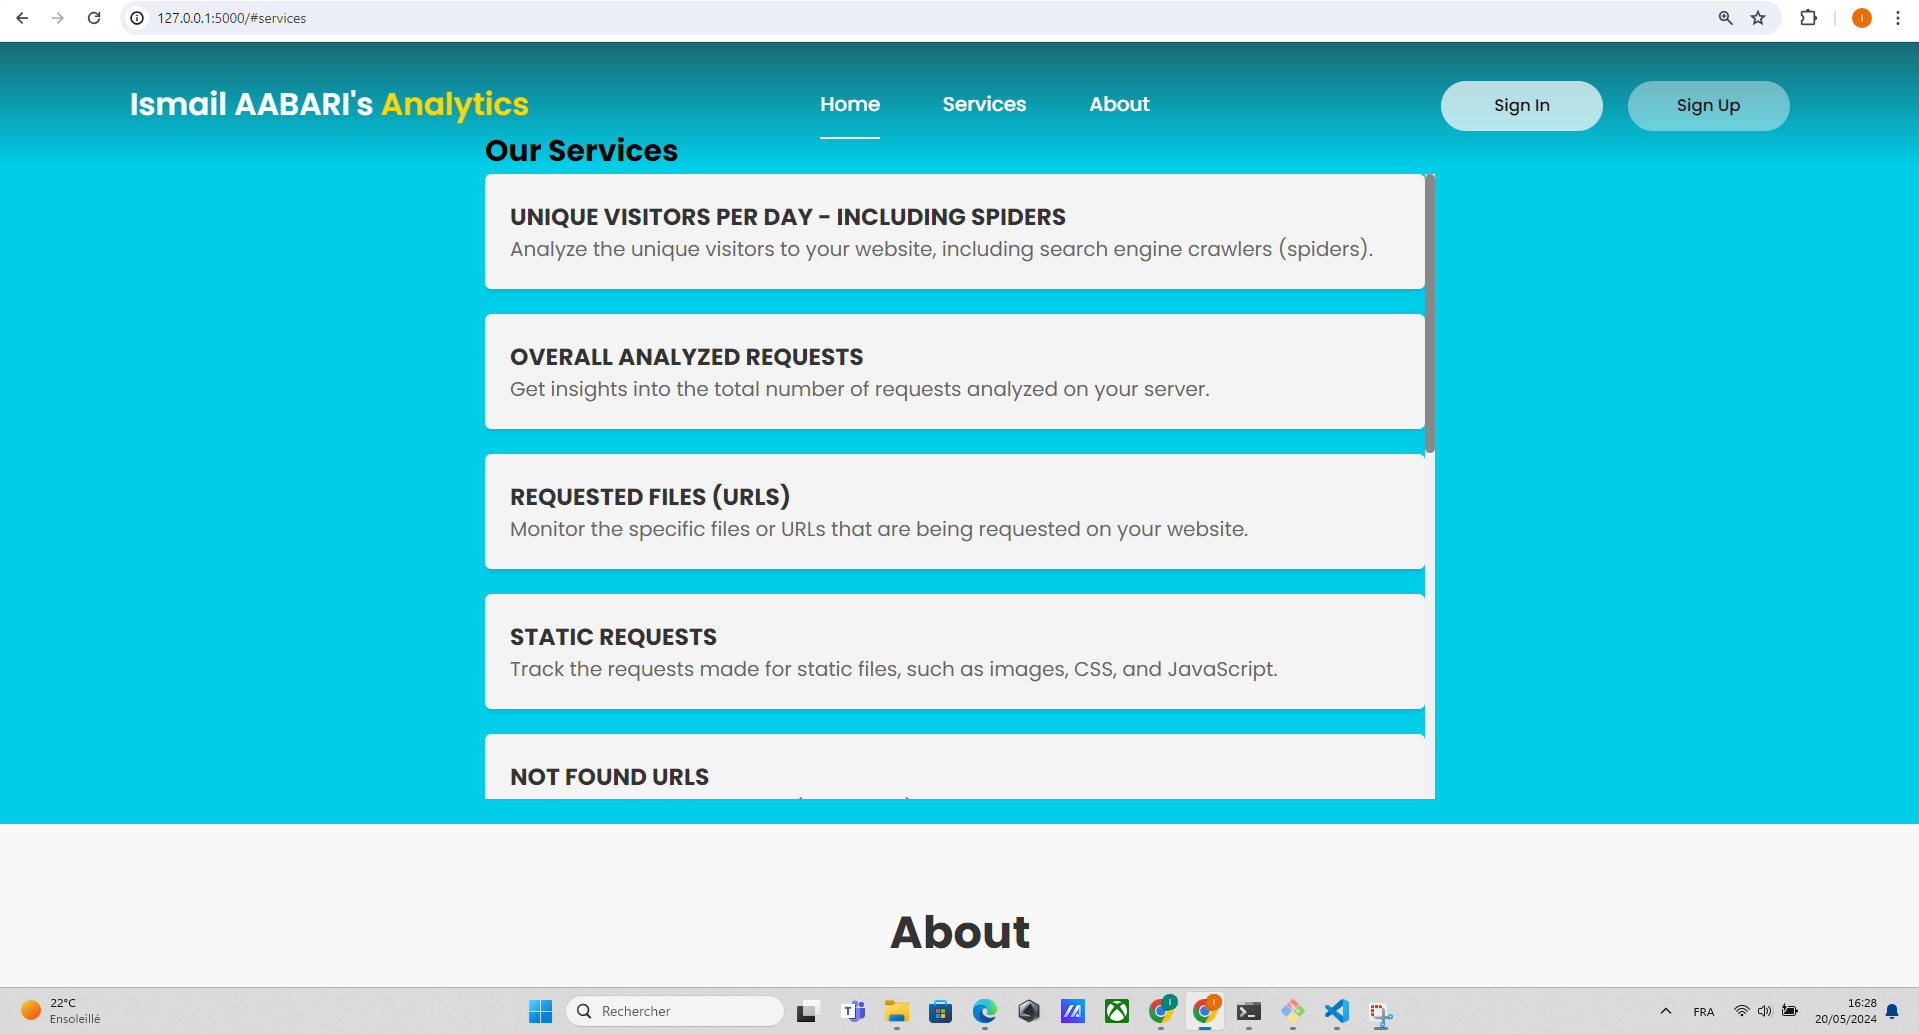 127.0.0.1:5000/#services
Ismail AABARI's Analytics
Home
Services
About
Sign In
Sign Up
Our Services
UNIQUE VISITORS PER DAY - INCLUDING SPIDERS
Analyze the unique visitors to your website, including search engine crawlers (spiders).
OVERALL ANALYZED REQUESTS
Get insights into the total number of requests analyzed on your server.
REQUESTED FILES (URLS)
Monitor the specific files or URLs that are being requested on your website.
STATIC REQUESTS
Track the requests made for static files, such as images, CSS, and JavaScript.
NOT FOUND URLS
About
22°C
Ensoleillé
Rechercher
FRA
16:28
20/05/2024